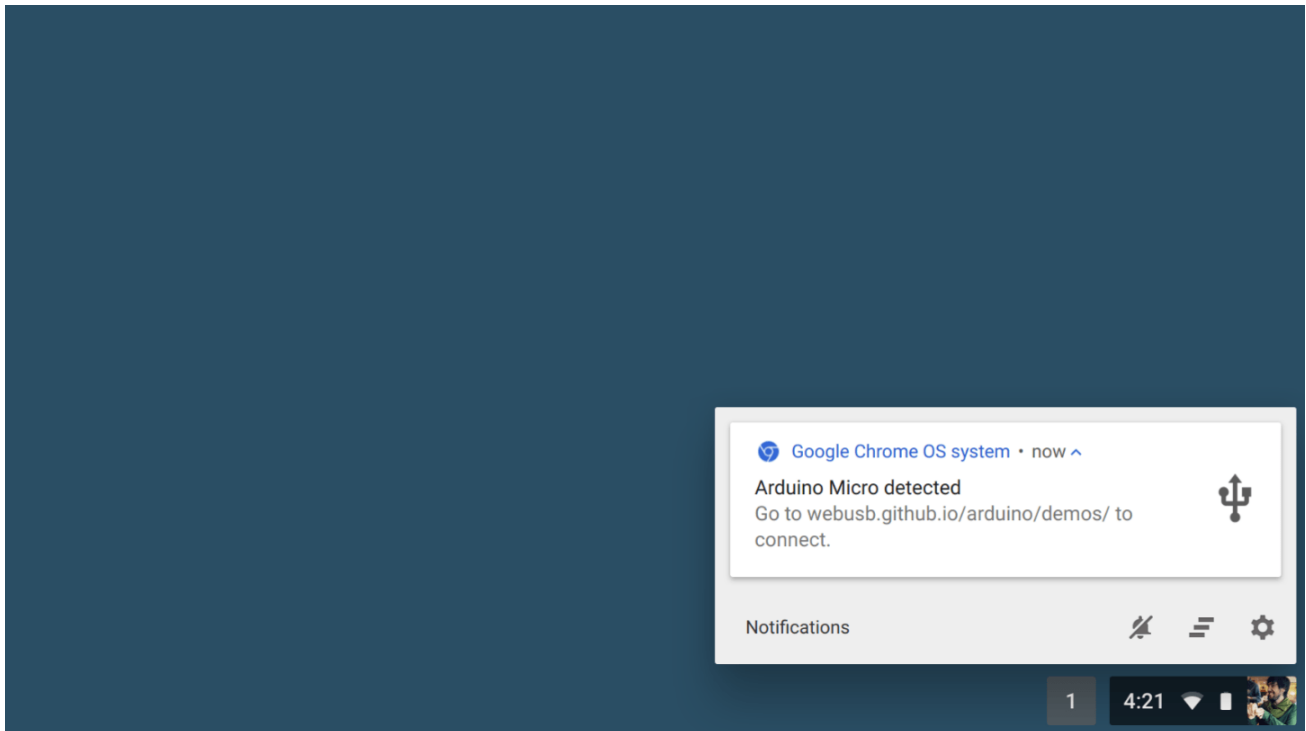 Google Chrome OS system • now
Arduino Micro detected
Go to webusb.github.io/arduino/demos/ to
connect.
Notifications
1
4:21